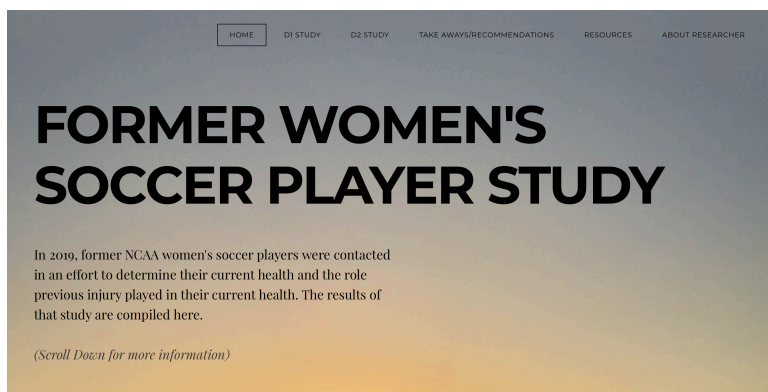 HOME D1 STUDY D2 STUDY TAKE AWAYS/RECOMMENDATIONS RESOURCES ABOUT RESEARCHER
FORMER WOMEN'S
SOCCER PLAYER STUDY
In 2019, former NCAA women's soccer players were contacted
in an effort to determine their current health and the role
previous injury played in their current health. The results of
that study are compiled here.
(Scroll Down for more information)